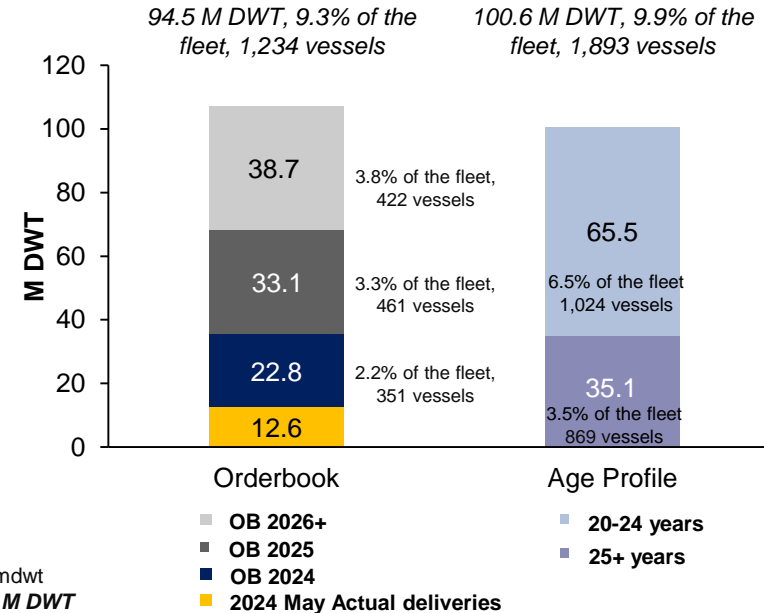 94.5 M DWT, 9.3% of the
fleet, 1,234 vessels
100.6 M DWT, 9.9% of the
fleet, 1,893 vessels
M DWT
120
100
80
60
40
20
0
38.7
33.1
22.8
12.6
3.8% of the fleet,
422 vessels
3.3% of the fleet,
461 vessels
2.2% of the fleet,
351 vessels
65.5
6.5% of the fleet
1,024 vessels
35.1
3.5% of the fleet
869 vessels
Orderbook
Age Profile
OB 2026+
OB 2025
OB 2024
2024 May Actual deliveries
20-24 years
25+ years
mdwt
M DWT